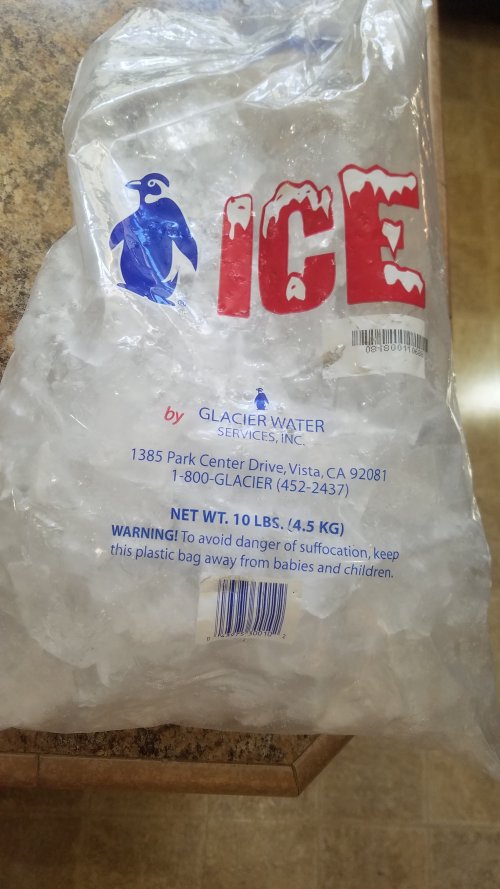 ICE
by GLACIER WATER
SERVICES, INC.
1385 Park Center Drive, Vista, CA 92081
1-800-GLACIER (452-2437)
NET WT. 10 LBS. (4.5 KG)
WARNING! To avoid danger of suffocation, keep
this plastic bag away from babies and children.